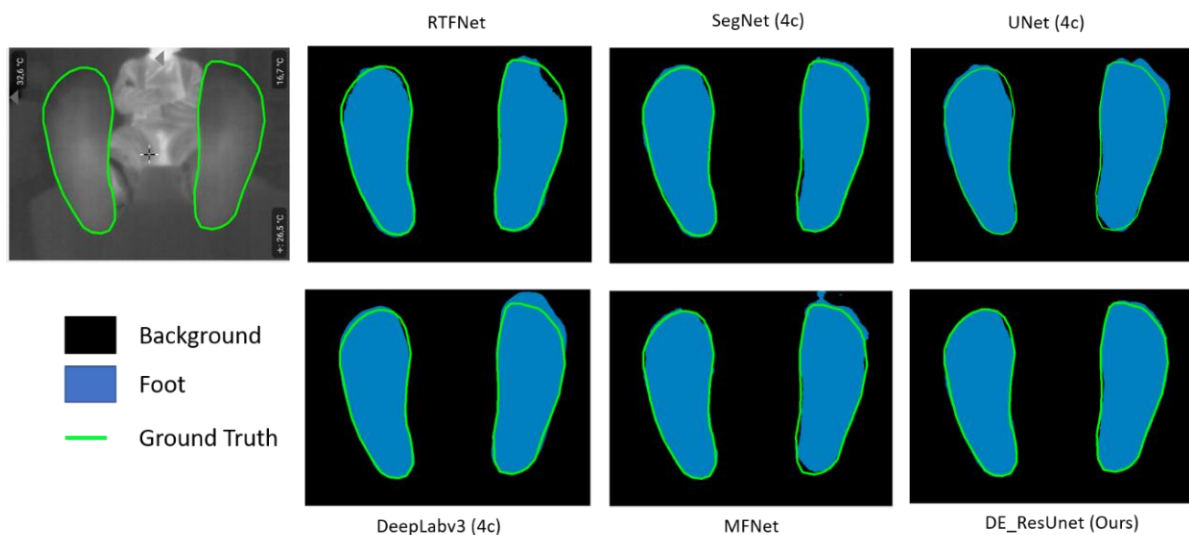 RTFNet
SegNet (4c)
UNet (4c)
32,6 °C
16,7 °C
+: 26,5 °C
Background
Foot
Ground Truth
DeepLabv3 (4c)
MFNet
DE_ResUnet (Ours)